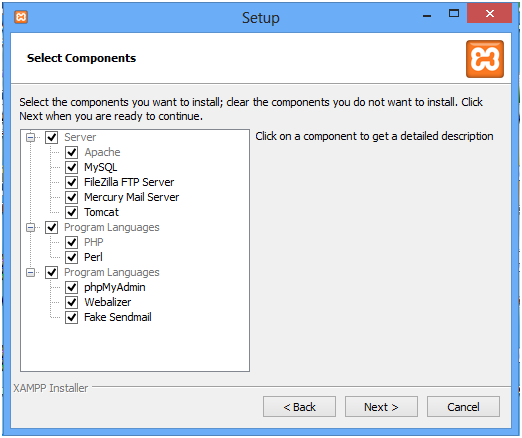 Setup
Select Components
Select the components you want to install; clear the components you do not want to install. Click
Next when you are ready to continue.
Server
Apache
MySQL
FileZilla FTP Server
Mercury Mail Server
Tomcat
Program Languages
PHP
Perl
Program Languages
phpMyAdmin
Webalizer
Fake Sendmail
Click on a component to get a detailed description
XAMPP Installer
< Back
Next >
Cancel